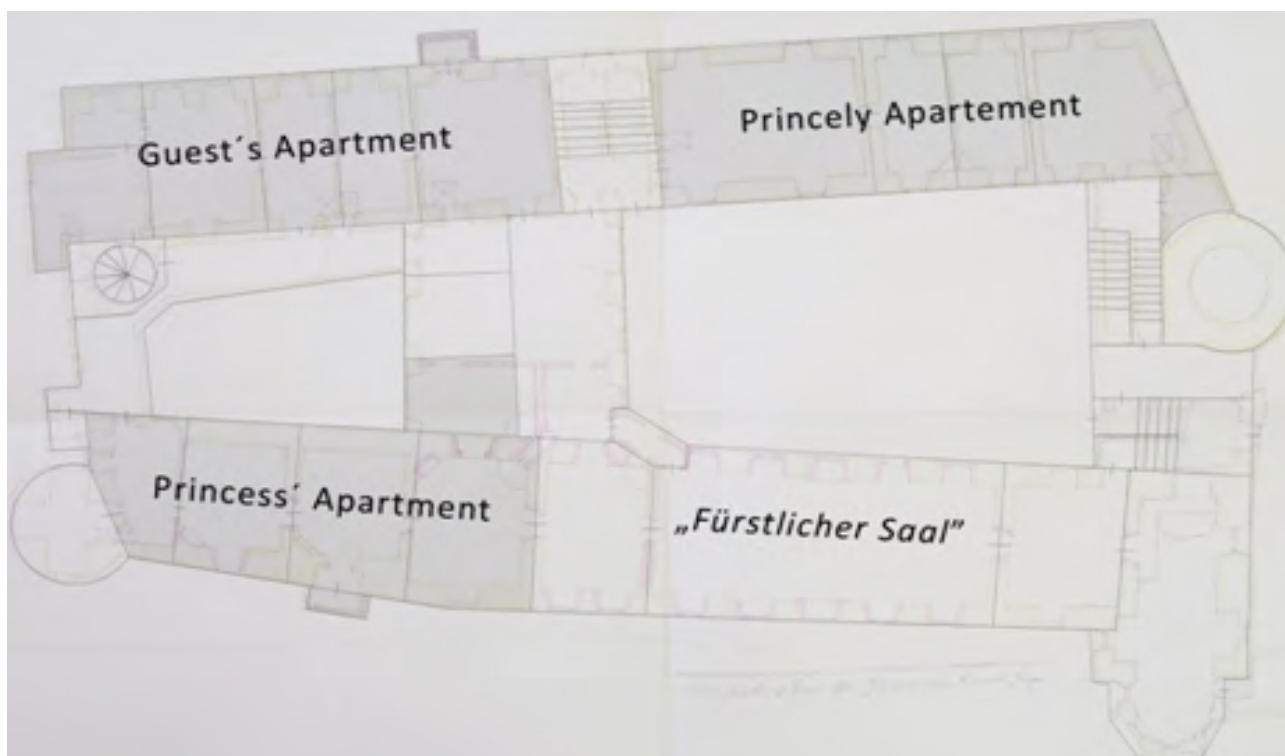 Guest´s Apartment
Princely Apartement
Princess´ Apartment
„Fürstlicher Saal”